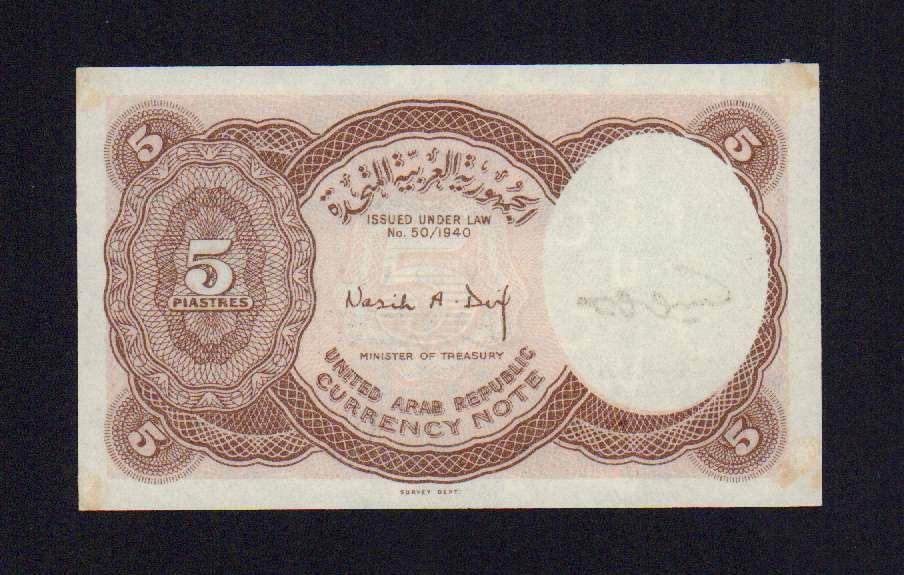 5 5
الجمهورية العربية المتحدة
ISSUED UNDER LAW
No. 50/1940
5
PIASTRES
Nasih A. Deif
MINISTER OF TREASURY
UNITED ARAB REPUBLIC
CURRENCY NOTE
5 5
SURVEY DEPT.